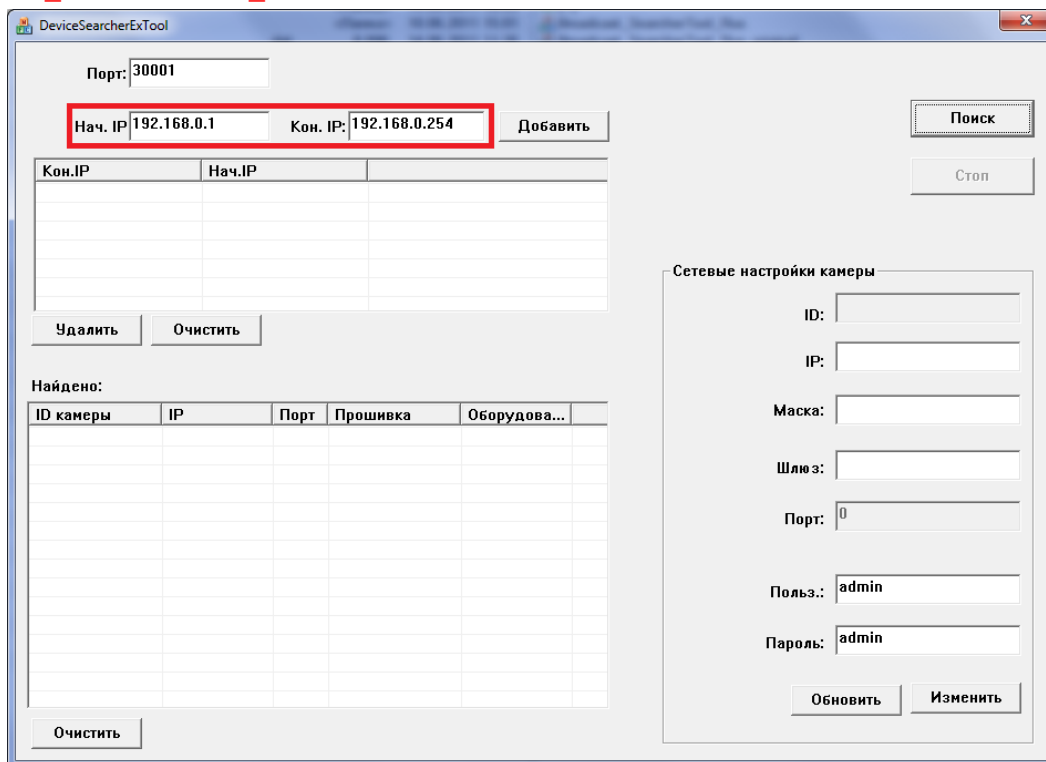 DeviceSearcherExTool
Порт: 30001
Нач. IP 192.168.0.1 Кон. IP: 192.168.0.254 Добавить Поиск
Кон.IP Нач.IP Стоп
Сетевые настройки камеры
ID:
Удалить Очистить
IP:
Найдено:
ID камеры IP Порт Прошивка Оборудова... Маска:
Шлюз:
Порт: 0
Польз.: admin
Пароль: admin
Обновить Изменить
Очистить